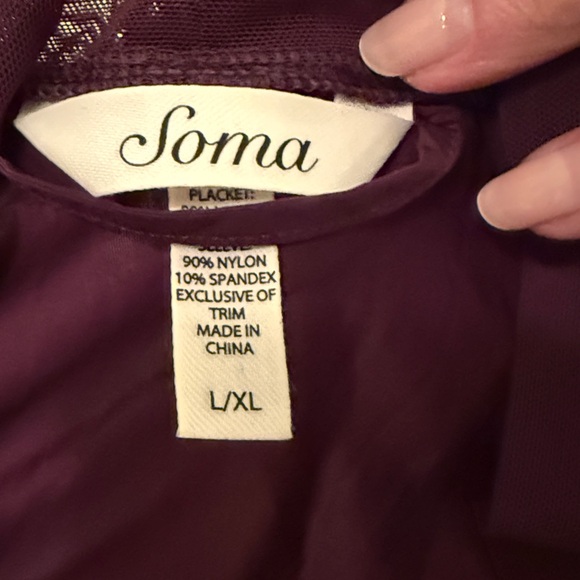 Soma
PLACKET:
SLEEVE:
90% NYLON
10% SPANDEX
EXCLUSIVE OF
TRIM
MADE IN
CHINA
L/XL